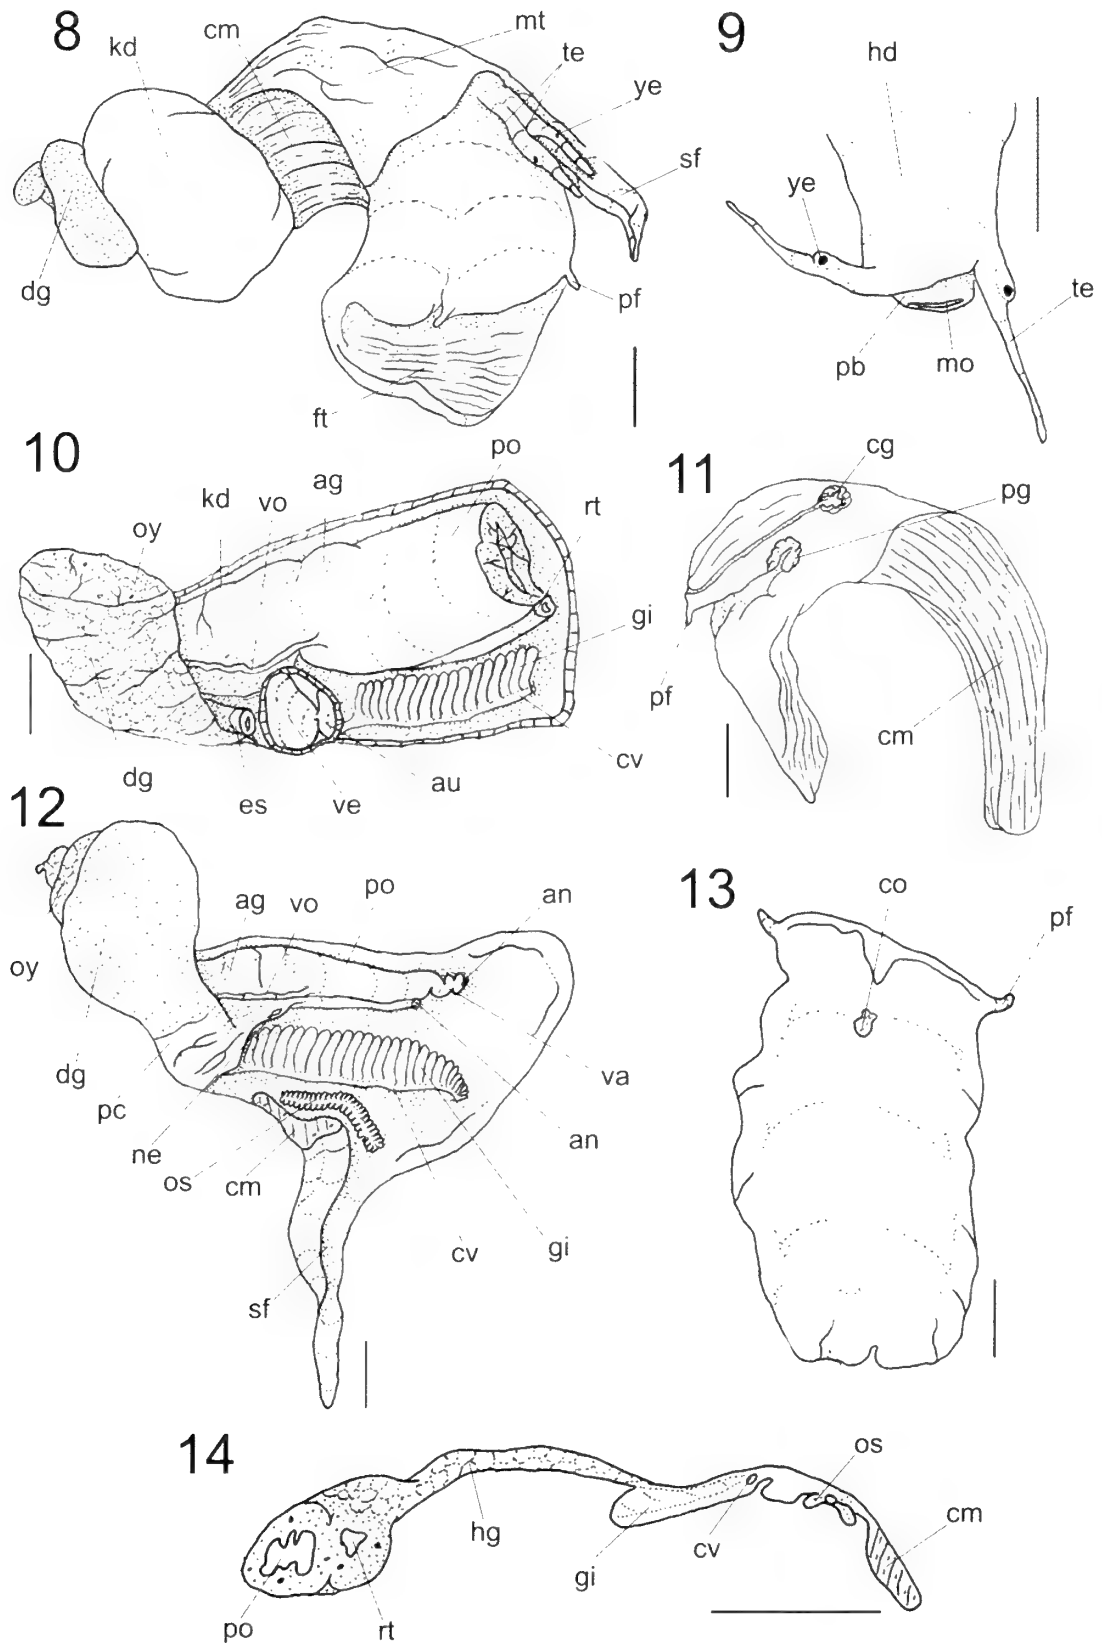 8
kd
cm
mt
te
ye
sf
dg
pf
ft
9
hd
ye
te
pb
mo
10
oy
kd
vo
ag
po
rt
gi
cv
au
ve
es
dg
11
cg
pg
pf
cm
12
oy
dg
pc
ne
os
cm
sf
ag
vo
po
an
va
an
gi
cv
13
co
pf
14
po
rt
hg
gi
cv
os
cm